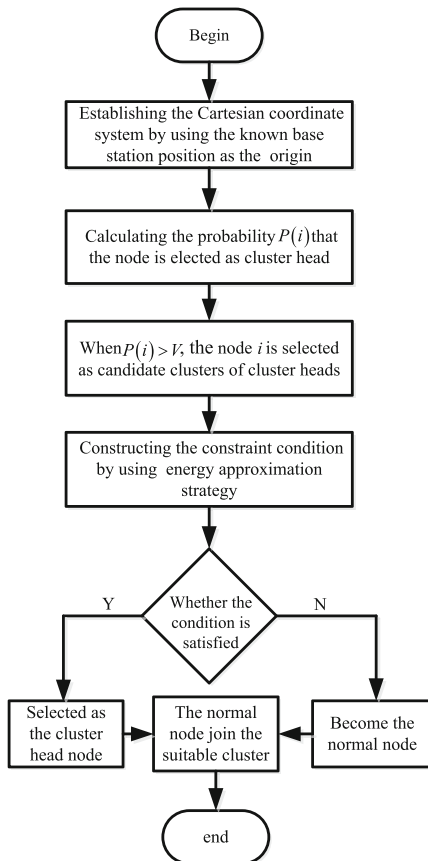 Begin
Establishing the Cartesian coordinate
system by using the known base
station position as the origin
Calculating the probability P(i) that
the node is elected as cluster head
When P(i) > V, the node i is selected
as candidate clusters of cluster heads
Constructing the constraint condition
by using energy approximation
strategy
Whether the
condition is
satisfied
Y
N
Selected as
the cluster
head node
The normal
node join the
suitable cluster
Become the
normal node
end